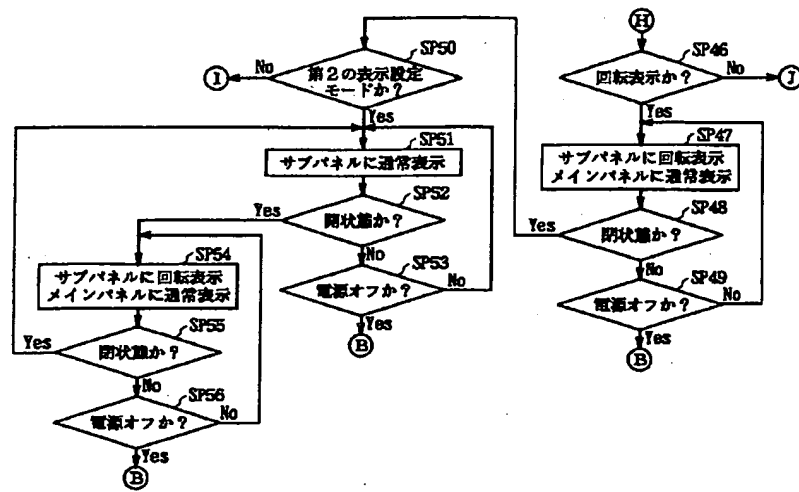 H
SP46
回転表示か?
No
J
Yes
SP47
サブパネルに回転表示
メインパネルに通常表示
SP48
閉状態か?
Yes
No
SP49
電源オフか?
No
Yes
B
SP50
第2の表示設定
モードか?
No
I
Yes
SP51
サブパネルに通常表示
SP52
開状態か?
Yes
No
SP53
電源オフか?
No
Yes
B
SP54
サブパネルに回転表示
メインパネルに通常表示
SP55
閉状態か?
Yes
No
SP56
電源オフか?
No
Yes
B